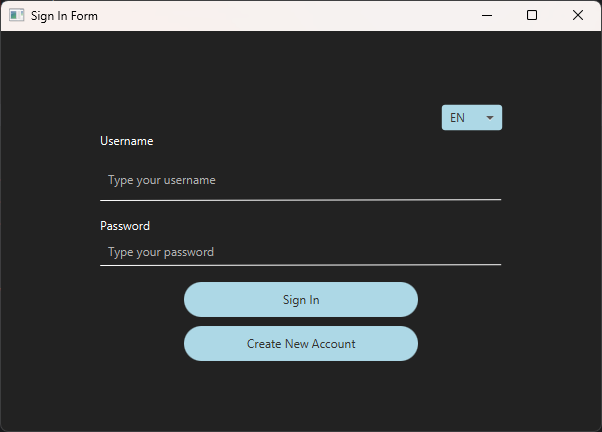 Sign In Form
EN
Username
Type your username
Password
Type your password
Sign In
Create New Account